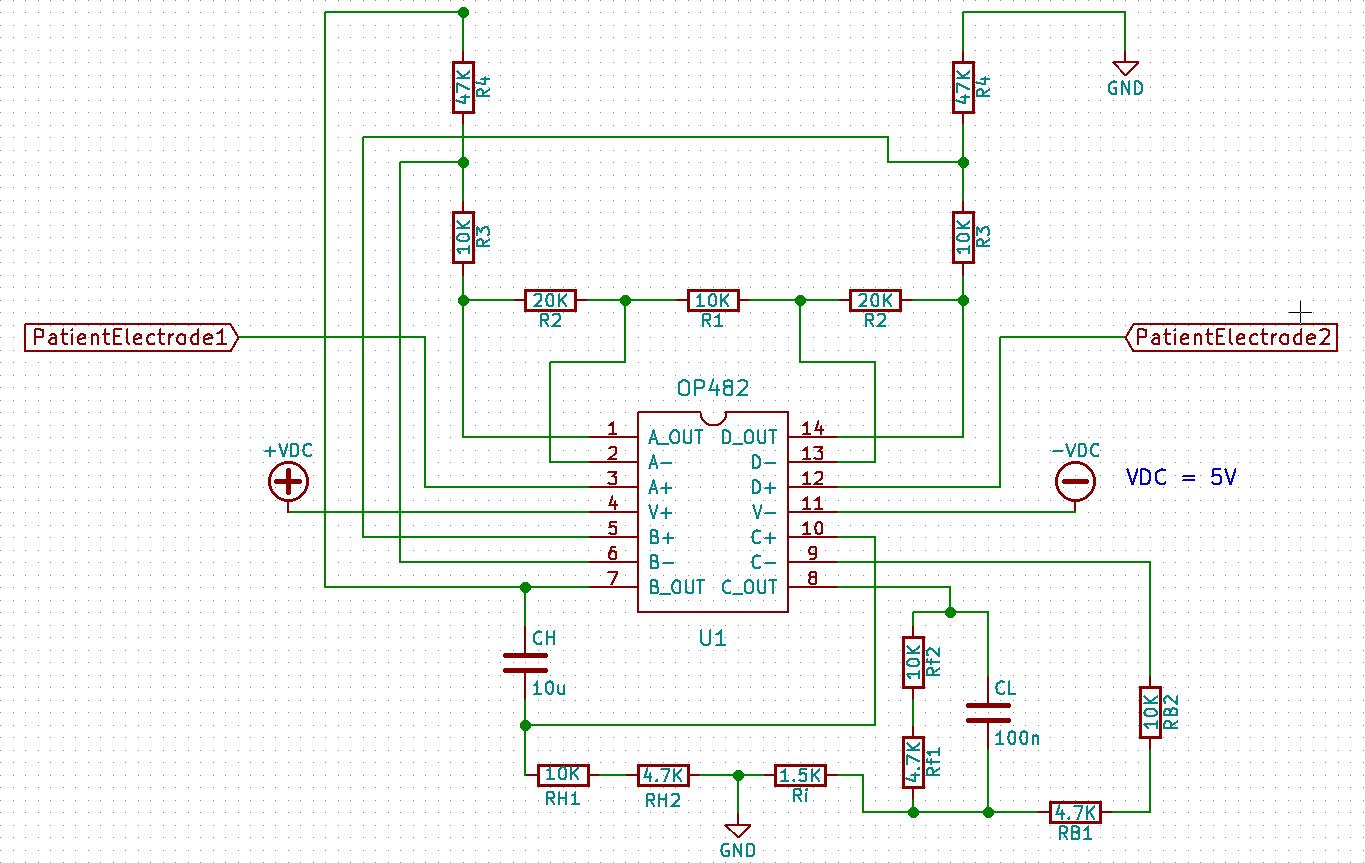 47K
R4
47K
R4
GND
10K
R3
10K
R3
20K
R2
10K
R1
20K
R2
PatientElectrode1
PatientElectrode2
OP482
1
A_OUT
D_OUT
14
2
A-
D-
13
3
A+
D+
12
+VDC
-VDC
VDC = 5V
4
V+
V-
11
5
B+
C+
10
6
B-
C-
9
7
B_OUT
C_OUT
8
U1
CH
10u
10K
Rf2
CL
100n
10K
RB2
4.7K
Rf1
10K
RH1
4.7K
RH2
1.5K
Ri
4.7K
RB1
GND